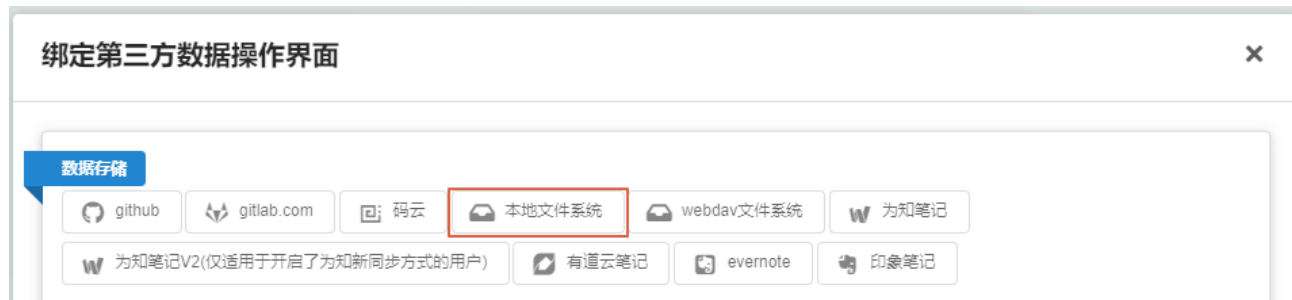 绑定第三方数据操作界面
数据存储
github gitlab.com 码云 本地文件系统 webdav文件系统 为知笔记
为知笔记V2(仅适用于开启了为知新同步方式的用户) 有道云笔记 evernote 印象笔记